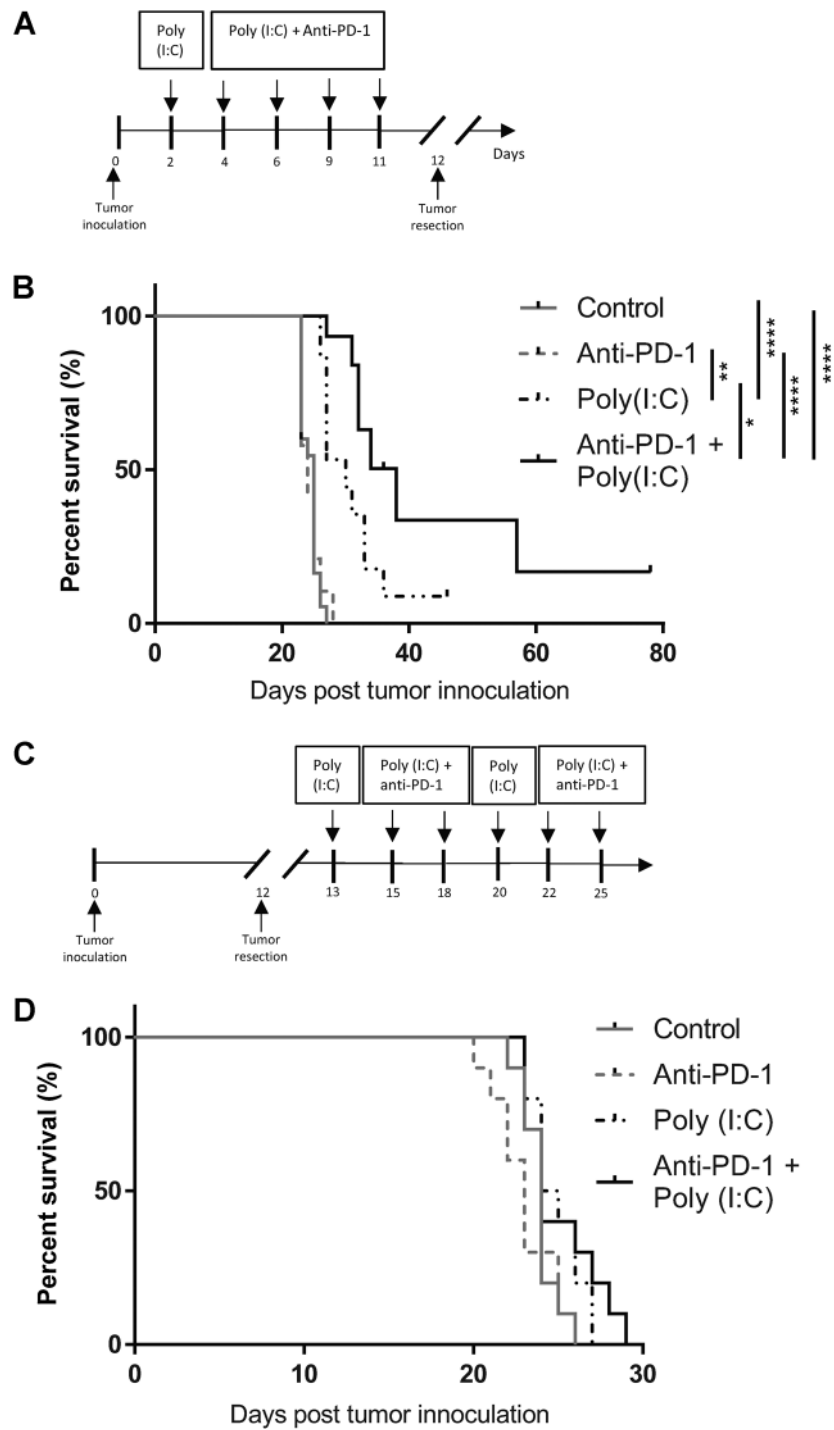 A
Poly
(I:C)
Poly (I:C) + Anti-PD-1
0
2
4
6
9
11
12
Days
Tumor
inoculation
Tumor
resection
B
Percent survival (%)
100
50
0
0
20
40
60
80
Days post tumor innoculation
Control
Anti-PD-1
Poly(I:C)
Anti-PD-1 +
Poly(I:C)
**
*
****
****
****
C
Poly
(I:C)
Poly (I:C) +
anti-PD-1
Poly
(I:C)
Poly (I:C) +
anti-PD-1
0
12
13
15
18
20
22
25
Tumor
inoculation
Tumor
resection
D
Percent survival (%)
100
50
0
0
10
20
30
Days post tumor innoculation
Control
Anti-PD-1
Poly (I:C)
Anti-PD-1 +
Poly (I:C)